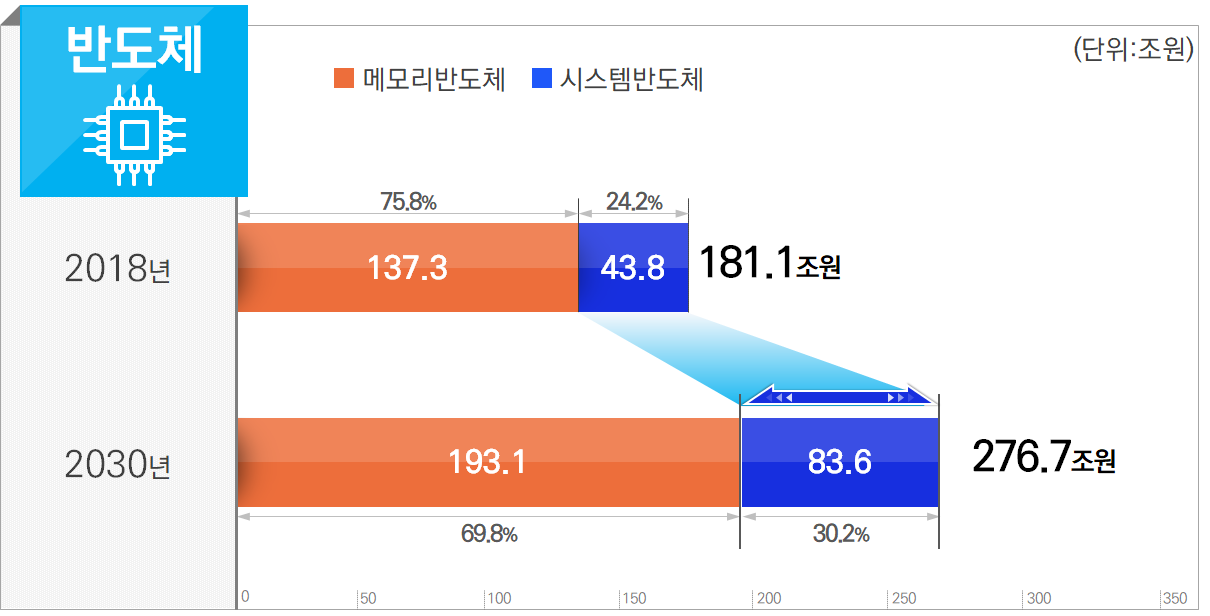 반도체
(단위:조원)
메모리반도체 시스템반도체
75.8% 24.2%
2018년 137.3 43.8 181.1조원
2030년 193.1 83.6 276.7조원
69.8% 30.2%
0 50 100 150 200 250 300 350